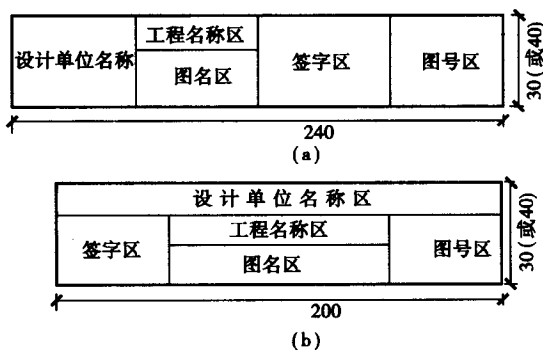 设计单位名称
工程名称区
图名区
签字区
图号区
30(或40)
240
(a)
设计单位名称区
签字区
工程名称区
图名区
图号区
30(或40)
200
(b)